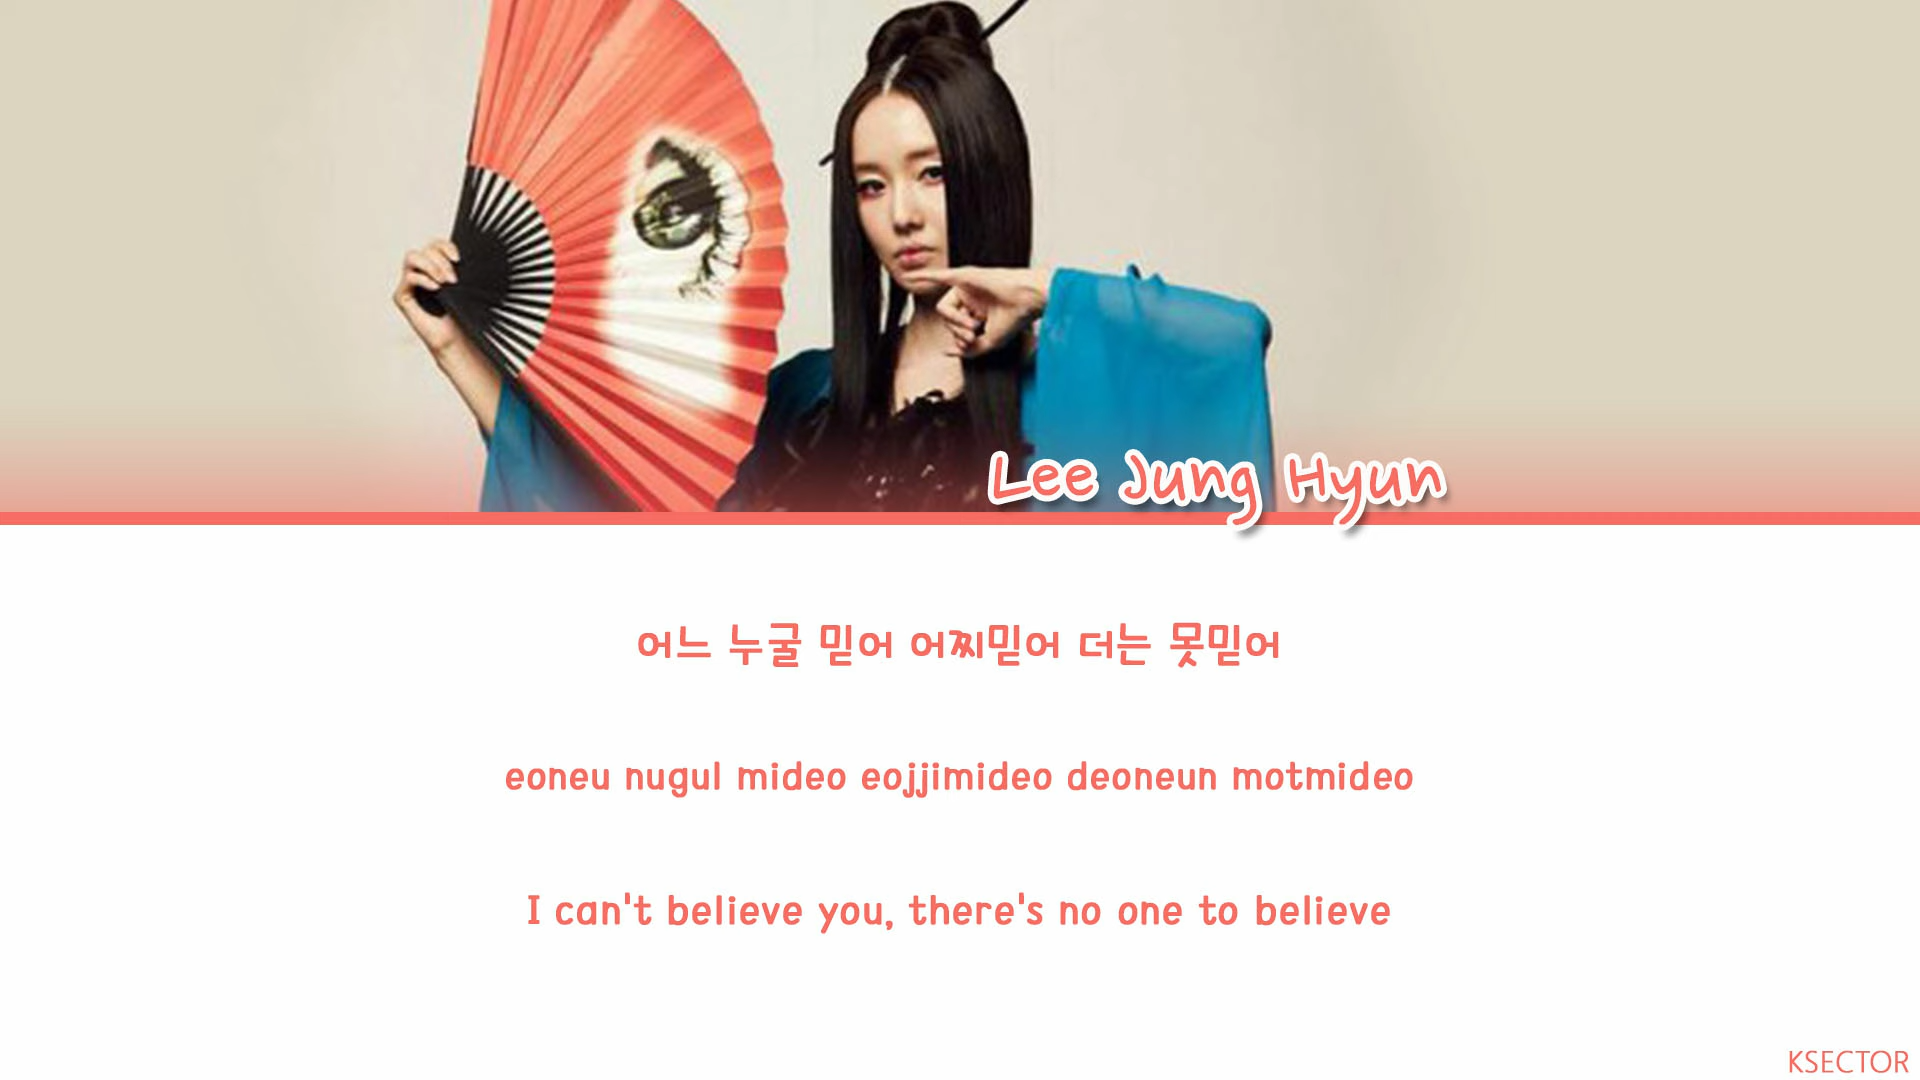 Lee Jung Hyun
어느 누굴 믿어 어찌믿어 더는 못믿어
eoneu nugul mideo eojjimideo deoneun motmideo
I can't believe you, there's no one to believe
KSECTOR